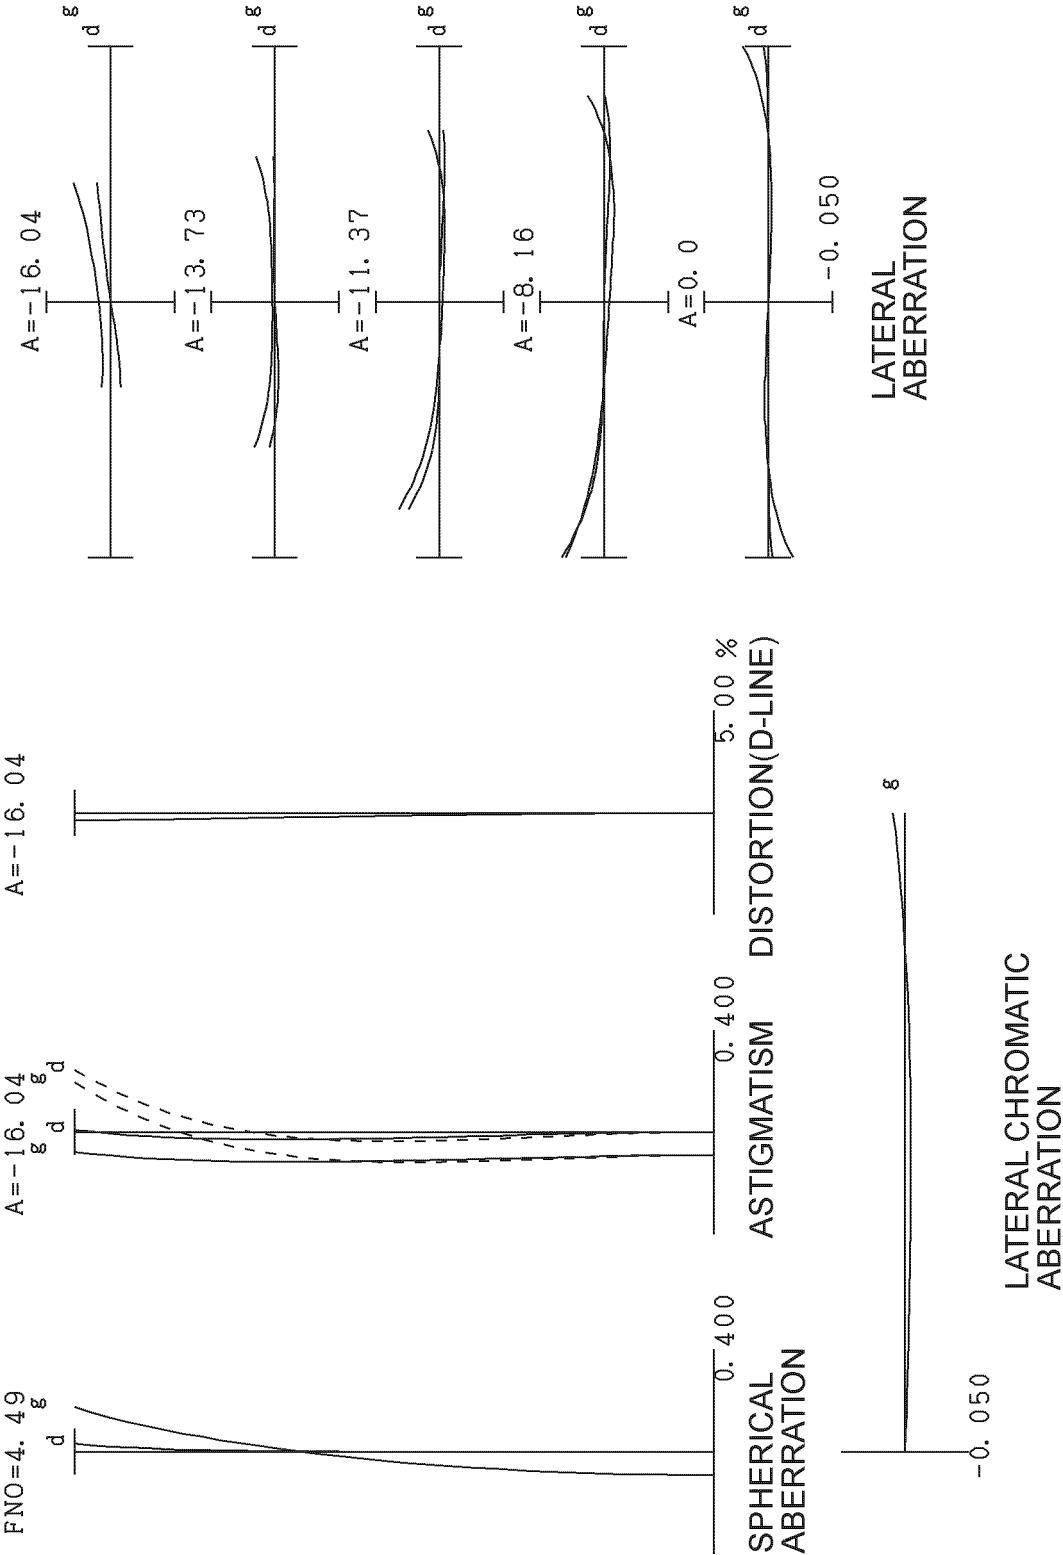 FNO=4. 49
d
g
0. 400
SPHERICAL
ABERRATION
A=-16. 04
g
d
g
d
0. 400
ASTIGMATISM
A=-16. 04
5. 00 %
DISTORTION(D-LINE)
g
-0. 050
LATERAL CHROMATIC
ABERRATION
A=-16. 04
g
d
A=-13. 73
g
d
A=-11. 37
g
d
A=-8. 16
g
d
A=0. 0
g
d
-0. 050
LATERAL
ABERRATION